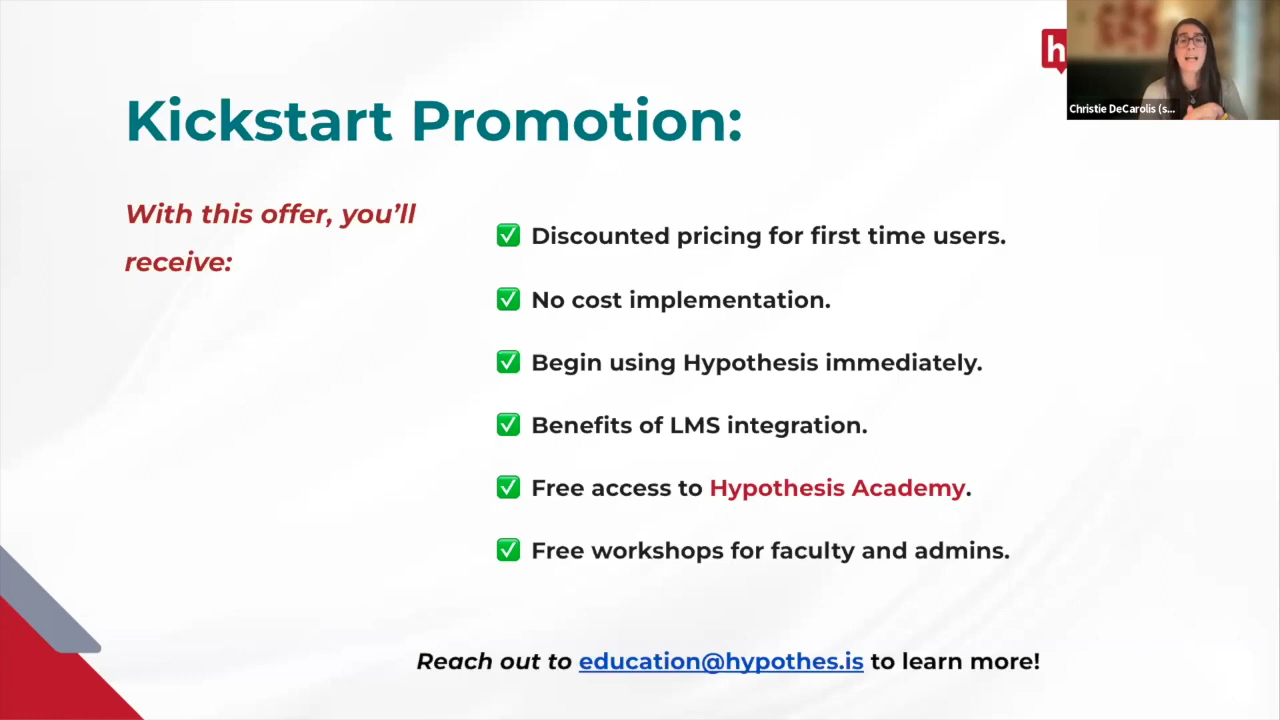 h
Christie DeCarolis (s...
Kickstart Promotion:
With this offer, you’ll
receive:
✅ Discounted pricing for first time users.
✅ No cost implementation.
✅ Begin using Hypothesis immediately.
✅ Benefits of LMS integration.
✅ Free access to Hypothesis Academy.
✅ Free workshops for faculty and admins.
Reach out to education@hypothes.is to learn more!